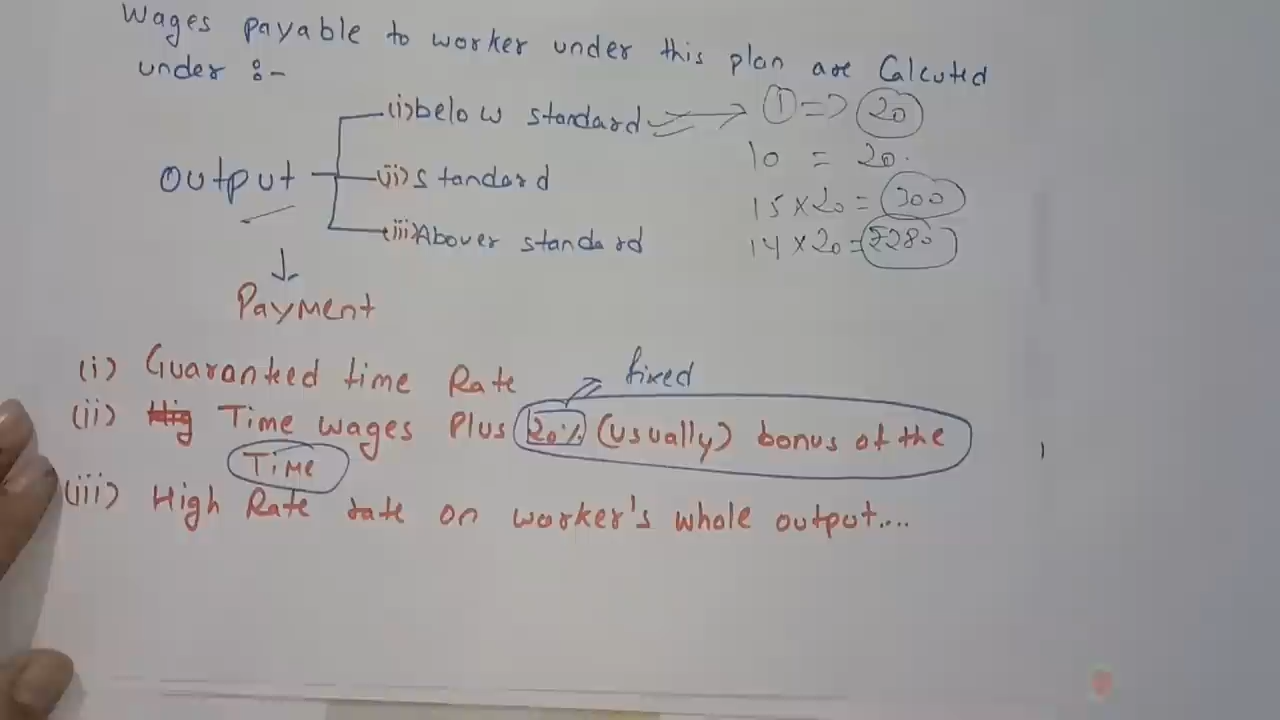 Wages payable to worker under this plan are Calcuted
under :-
(i) below standard → ① => 20
10 = 20.
Output (ii) Standard
15 x 20 = 300
(iii) Abover standard
14 x 20 = ₹280
Payment
fixed
(i) Guaranteed time Rate
(ii) Hig Time wages Plus 20% (usually) bonus of the
Time
(iii) High Rate rate on worker's whole output....